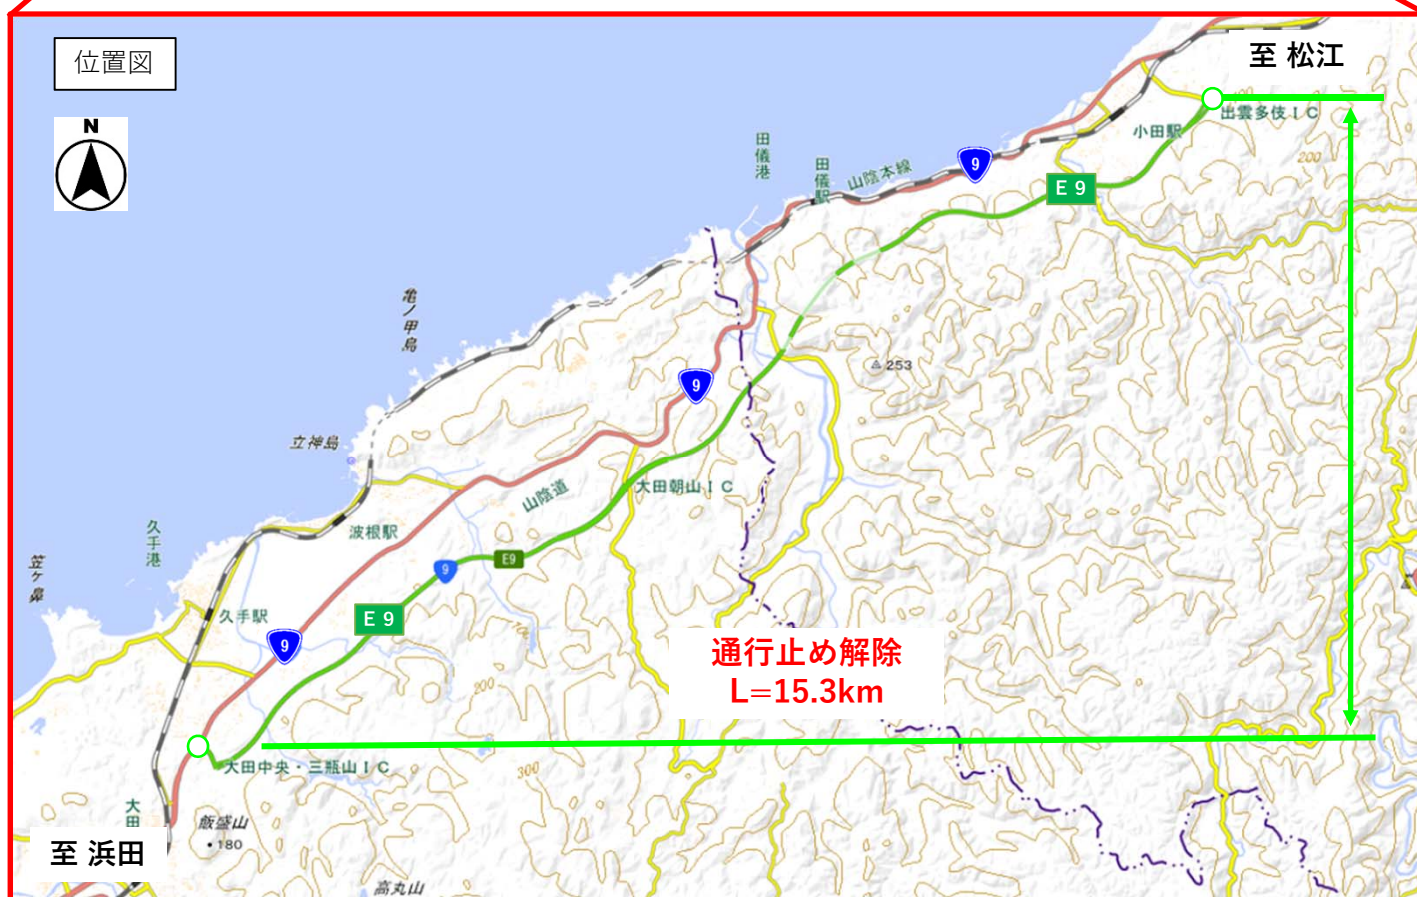 位置図
至 松江
N
出雲多伎ＩＣ
小田駅
200
田儀港
田儀駅
山陰本線
9
E 9
亀ノ甲島
253
9
立神島
大田朝山ＩＣ
山陰道
波根駅
久手港
笠ヶ鼻
9
E9
久手駅
E 9
9
通行止め解除
L=15.3km
200
大田中央・三瓶山ＩＣ
300
大田
飯盛山
180
至 浜田
高丸山